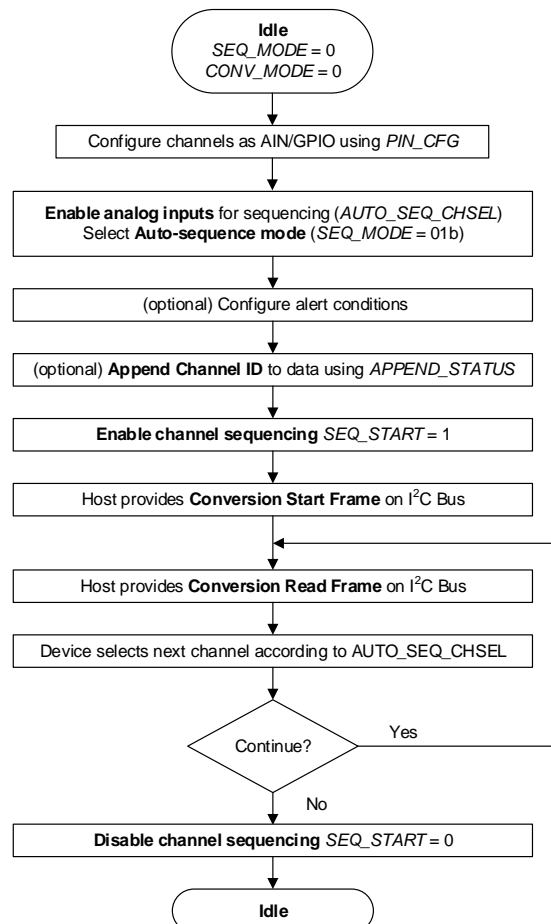 Idle
SEQ_MODE = 0
CONV_MODE = 0
Configure channels as AIN/GPIO using PIN_CFG
Enable analog inputs for sequencing (AUTO_SEQ_CHSEL)
Select Auto-sequence mode (SEQ_MODE = 01b)
(optional) Configure alert conditions
(optional) Append Channel ID to data using APPEND_STATUS
Enable channel sequencing SEQ_START = 1
Host provides Conversion Start Frame on I²C Bus
Host provides Conversion Read Frame on I²C Bus
Device selects next channel according to AUTO_SEQ_CHSEL
Continue?
Yes
No
Disable channel sequencing SEQ_START = 0
Idle